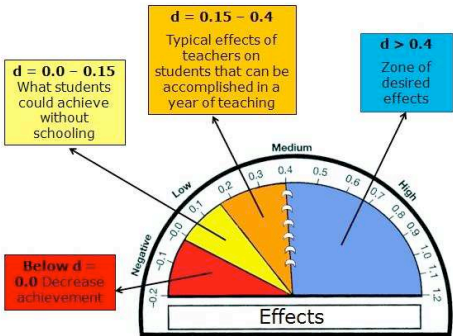 d = 0.15 – 0.4
Typical effects of
teachers on
students that can be
accomplished in a
year of teaching
d > 0.4
Zone of
desired
effects
d = 0.0 – 0.15
What students
could achieve
without
schooling
Below d =
0.0 Decrease
achievement
Negative
Low
Medium
High
-0.2
-0.1
-0.0
0.1
0.2
0.3
0.4
0.5
0.6
0.7
0.8
0.9
1.0
1.1
1.2
Effects